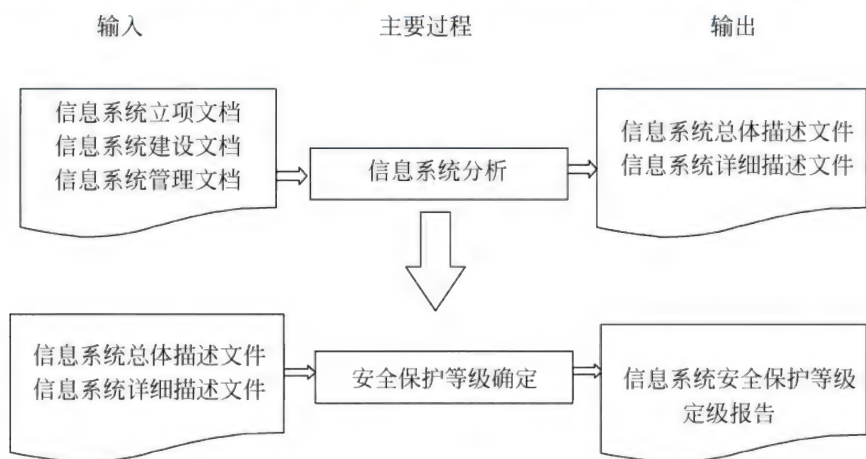 输入
主要过程
输出
信息系统立项文档
信息系统建设文档
信息系统管理文档
信息系统分析
信息系统总体描述文件
信息系统详细描述文件
信息系统总体描述文件
信息系统详细描述文件
安全保护等级确定
信息系统安全保护等级
定级报告